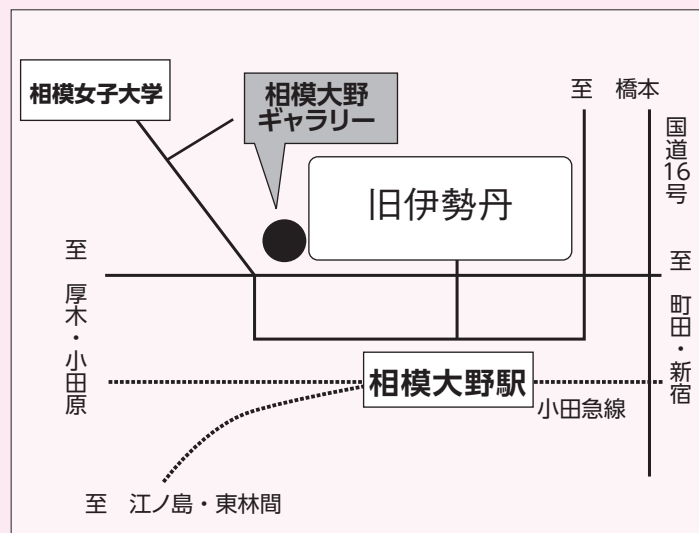 相模女子大学
相模大野
ギャラリー
至　橋本
国道16号
旧伊勢丹
至　厚木・小田原
至　町田・新宿
相模大野駅
小田急線
至　江ノ島・東林間